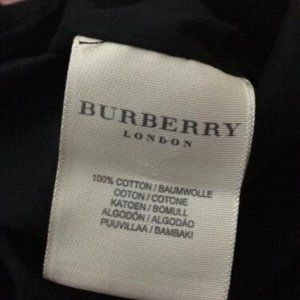 BURBERRY
LONDON
100% COTTON / BAUMWOLLE
COTON / COTONE
KATOEN / BOMULL
ALGODÓN / ALGODÃO
PUUVILLAA / BAMBAKI